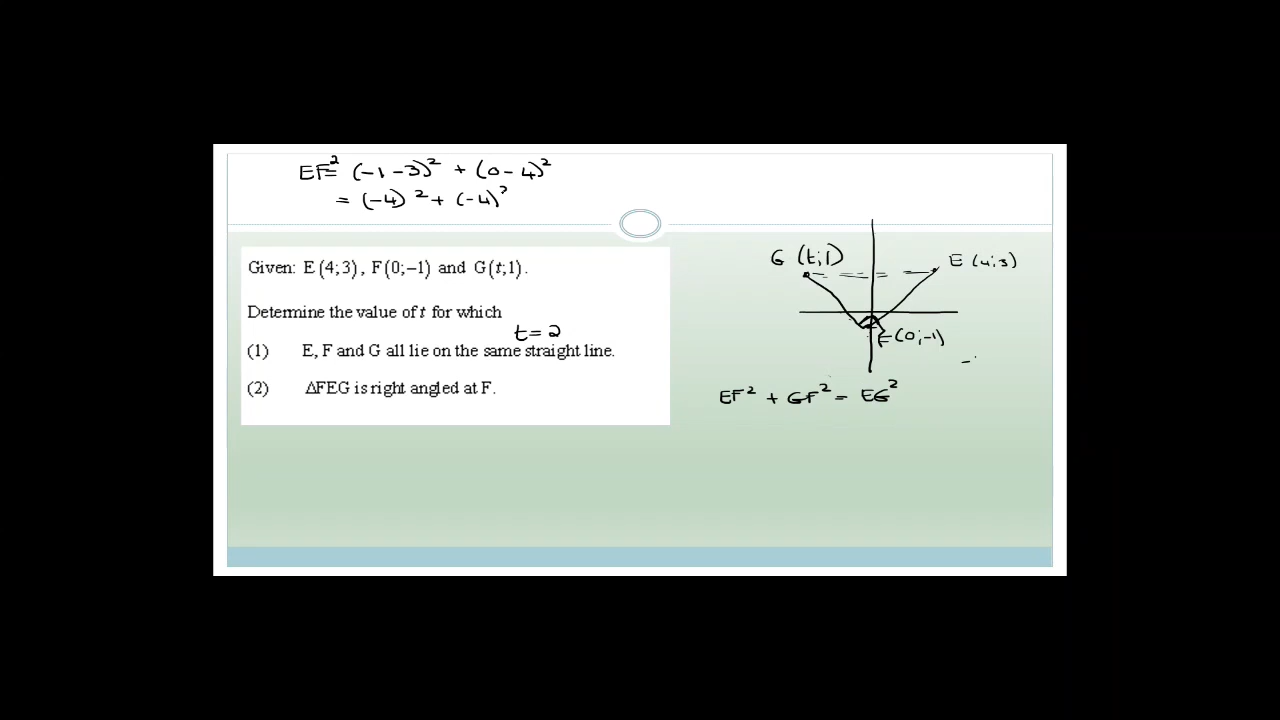 EF² = (-1-3)² + (0-4)²
= (-4)² + (-4)²
Given: E(4;3), F(0;−1) and G(t;1).
Determine the value of t for which
t=2
(1) E, F and G all lie on the same straight line.
(2) ΔFEG is right angled at F.
G (t;1)
E (4;3)
(0;-1)
EF² + GF² = EG²